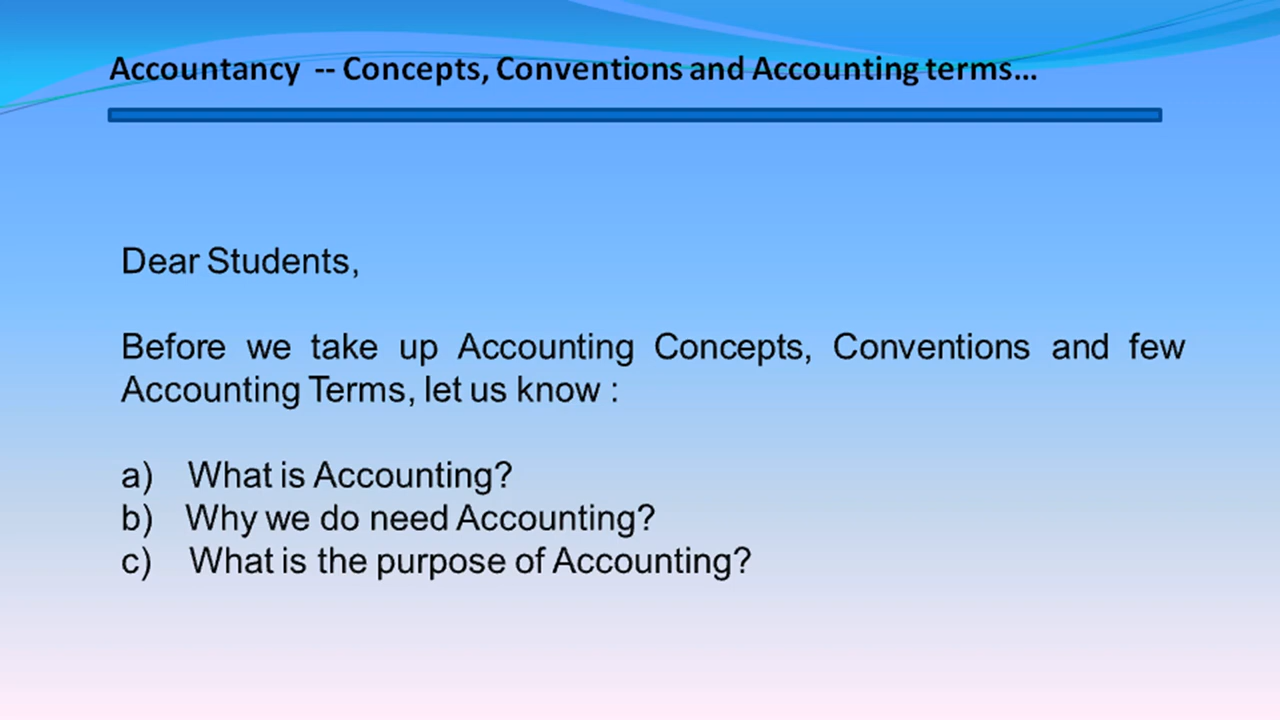 Accountancy -- Concepts, Conventions and Accounting terms...
Dear Students,
Before we take up Accounting Concepts, Conventions and few
Accounting Terms, let us know :
a) What is Accounting?
b) Why we do need Accounting?
c) What is the purpose of Accounting?